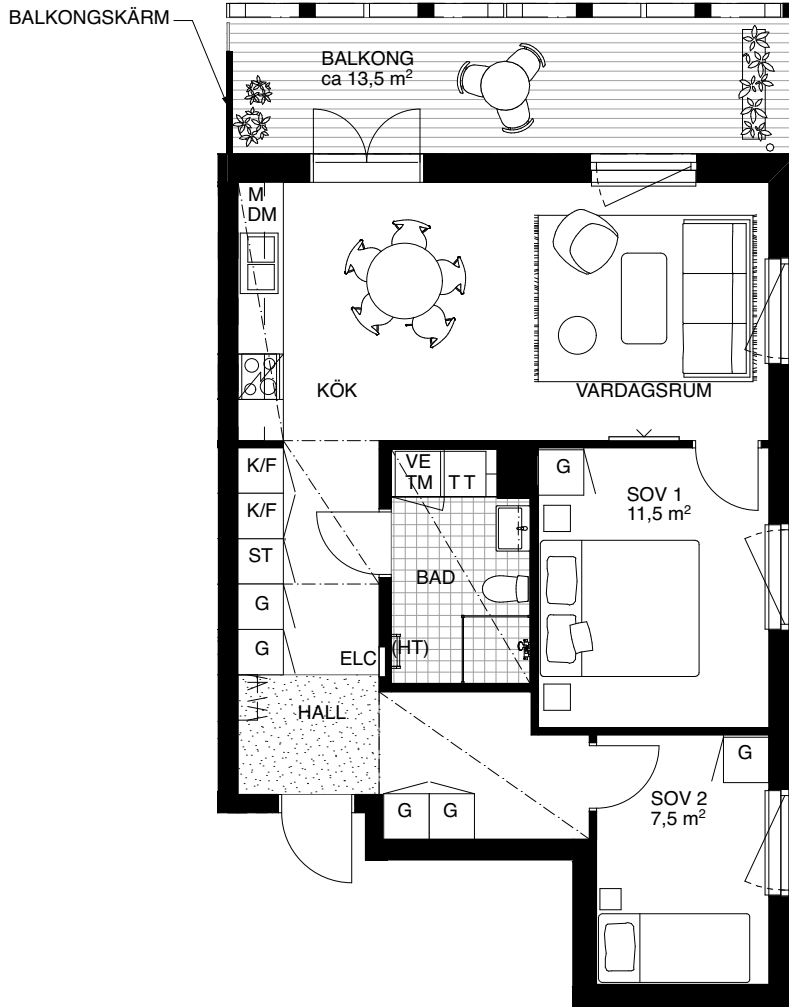 BALKONGSKÄRM
BALKONG
ca 13,5 m²
M
DM
KÖK
VARDAGSRUM
K/F
K/F
ST
G
G
VE
TM
TT
G
SOV 1
11,5 m²
BAD
ELC
(HT)
HALL
G
G
G
SOV 2
7,5 m²